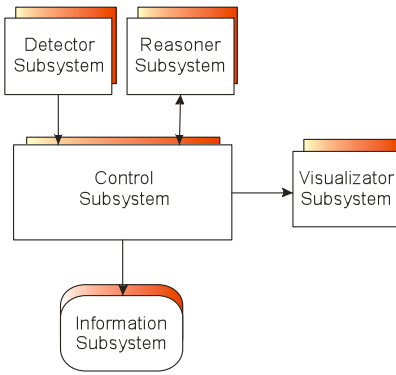 Detector
Subsystem
Reasoner
Subsystem
Control
Subsystem
Visualizator
Subsystem
Information
Subsystem